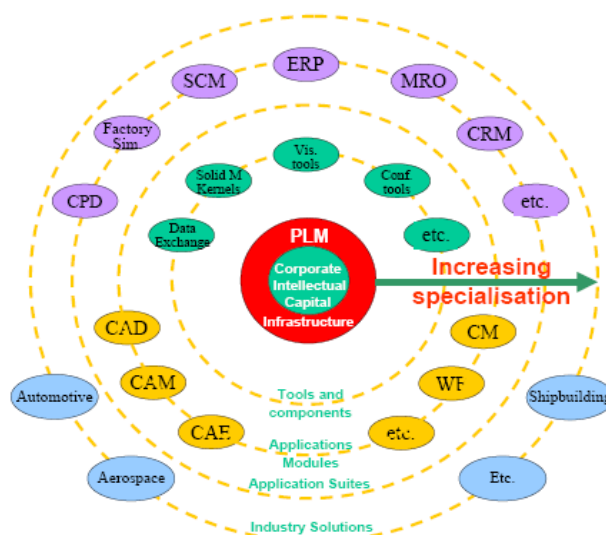 ERP
SCM
MRO
Factory
Sim.
CRM
Vis.
tools
Solid M
Kernels
Conf.
tools
CPD
etc.
Data
Exchange
etc.
PLM
Corporate
Intellectual
Capital
Infrastructure
Increasing
specialisation
CAD
CM
CAM
WF
Automotive
Shipbuilding
Tools and
components
CAE
etc.
Applications
Modules
Aerospace
Etc.
Application Suites
Industry Solutions